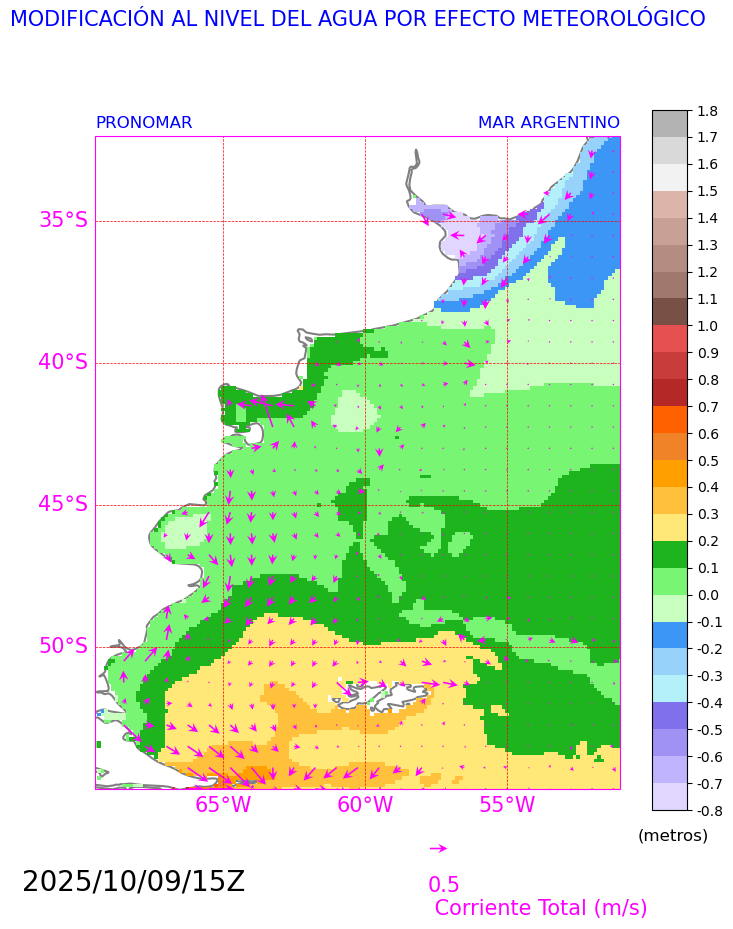 MODIFICACIÓN AL NIVEL DEL AGUA POR EFECTO METEOROLÓGICO
PRONOMAR MAR ARGENTINO
35°S
40°S
45°S
50°S
65°W 60°W 55°W
1.8
1.7
1.6
1.5
1.4
1.3
1.2
1.1
1.0
0.9
0.8
0.7
0.6
0.5
0.4
0.3
0.2
0.1
0.0
-0.1
-0.2
-0.3
-0.4
-0.5
-0.6
-0.7
-0.8
(metros)
2025/10/09/15Z
0.5
Corriente Total (m/s)